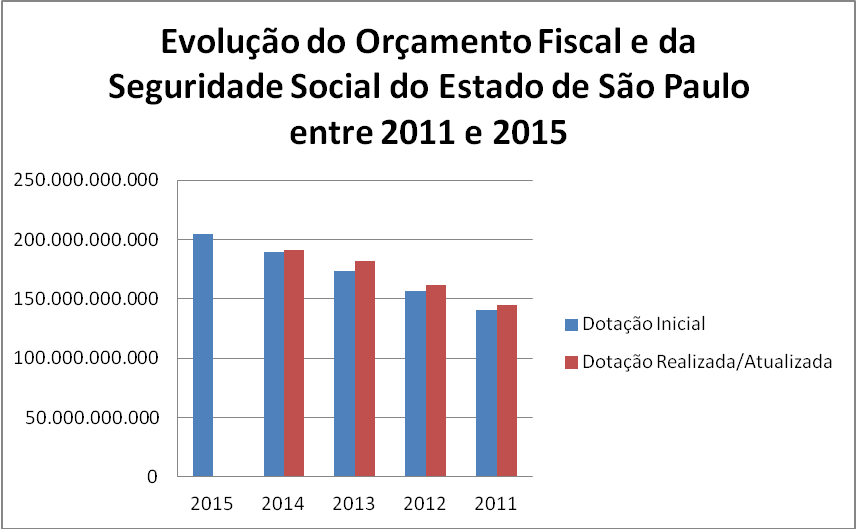 Evolução do Orçamento Fiscal e da
Seguridade Social do Estado de São Paulo
entre 2011 e 2015
250.000.000.000
200.000.000.000
150.000.000.000
100.000.000.000
50.000.000.000
0
2015 2014 2013 2012 2011
Dotação Inicial
Dotação Realizada/Atualizada